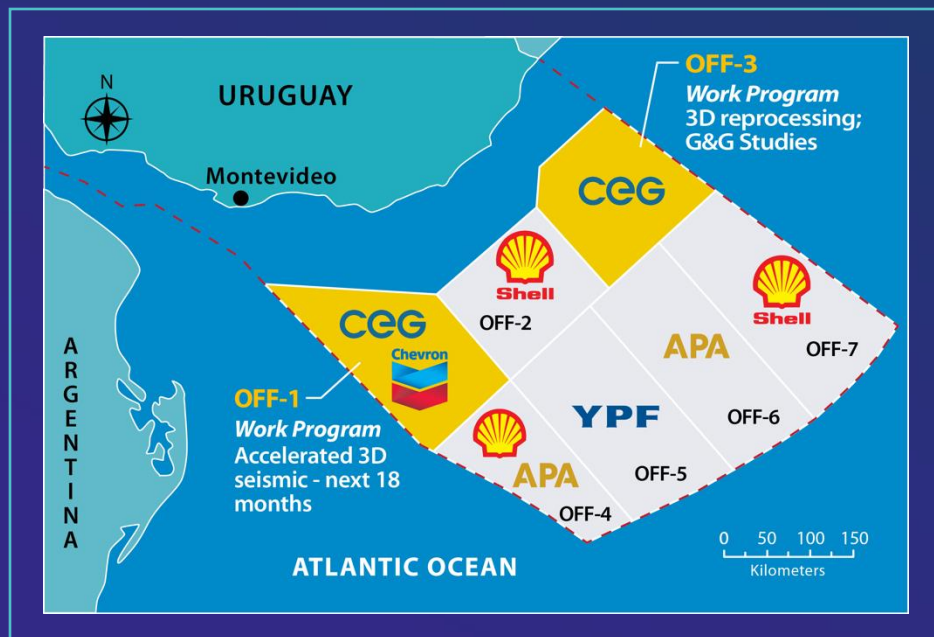 N
URUGUAY
Montevideo
OFF-3
Work Program
3D reprocessing;
G&G Studies
CEG
Shell
OFF-2
Shell
OFF-7
CEG
Chevron
APA
OFF-6
OFF-1
Work Program
Accelerated 3D
seismic - next 18
months
YPF
OFF-5
APA
OFF-4
ARGENTINA
ATLANTIC OCEAN
0 50 100 150
Kilometers